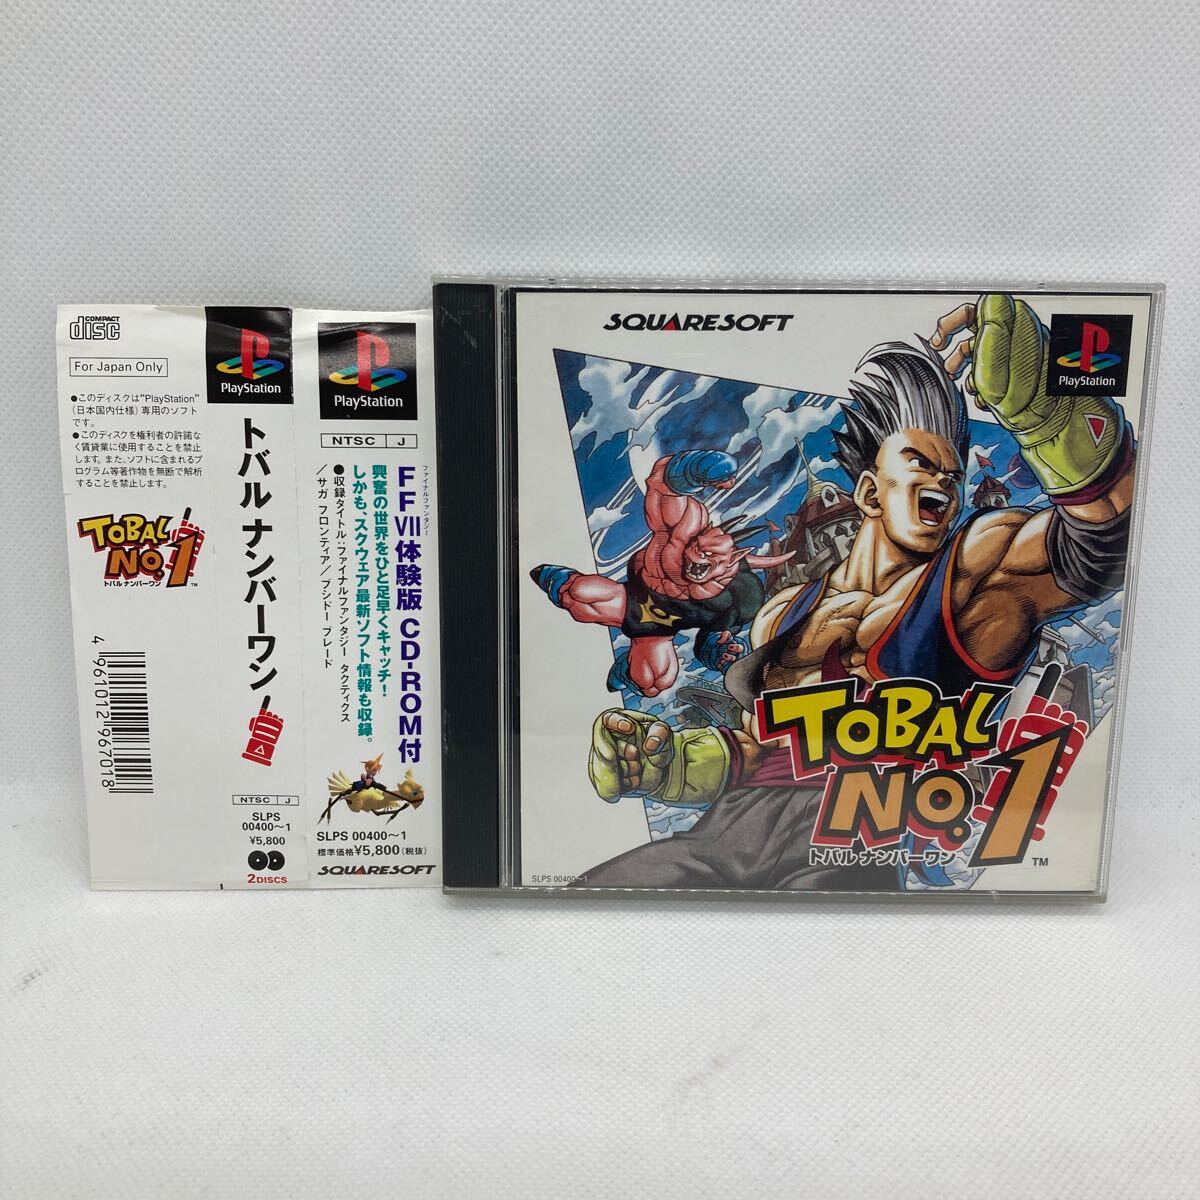 COMPACT
disc
For Japan Only
●このディスクは"PlayStation"
(日本国内仕様)専用のソフト
です。
●このディスクを権利者の許諾な
く賃貸業に使用することを禁止
します。また、ソフトに含まれるプ
ログラム等著作物を無断で解析
することを禁止します。
TOBAL
NO.1
トバル ナンバーワン
TM
4961012967018
PlayStation
トバル ナンバーワン
NTSC J
SLPS
00400~1
¥5,800
2DISCS
PlayStation
NTSC J
ファイナルファンタジー
FFVII体験版 CD-ROM付
興奮の世界をひと足早くキャッチ!
しかも、スクウェア最新ソフト情報も収録。
●収録タイトル:ファイナルファンタジー タクティクス
/サガ フロンティア/ブシドー ブレード
SLPS 00400~1
標準価格¥5,800(税抜)
SQUARESOFT
SQUARESOFT
PlayStation
TOBAL
NO.1
トバル ナンバーワン
TM
SLPS 00400~1